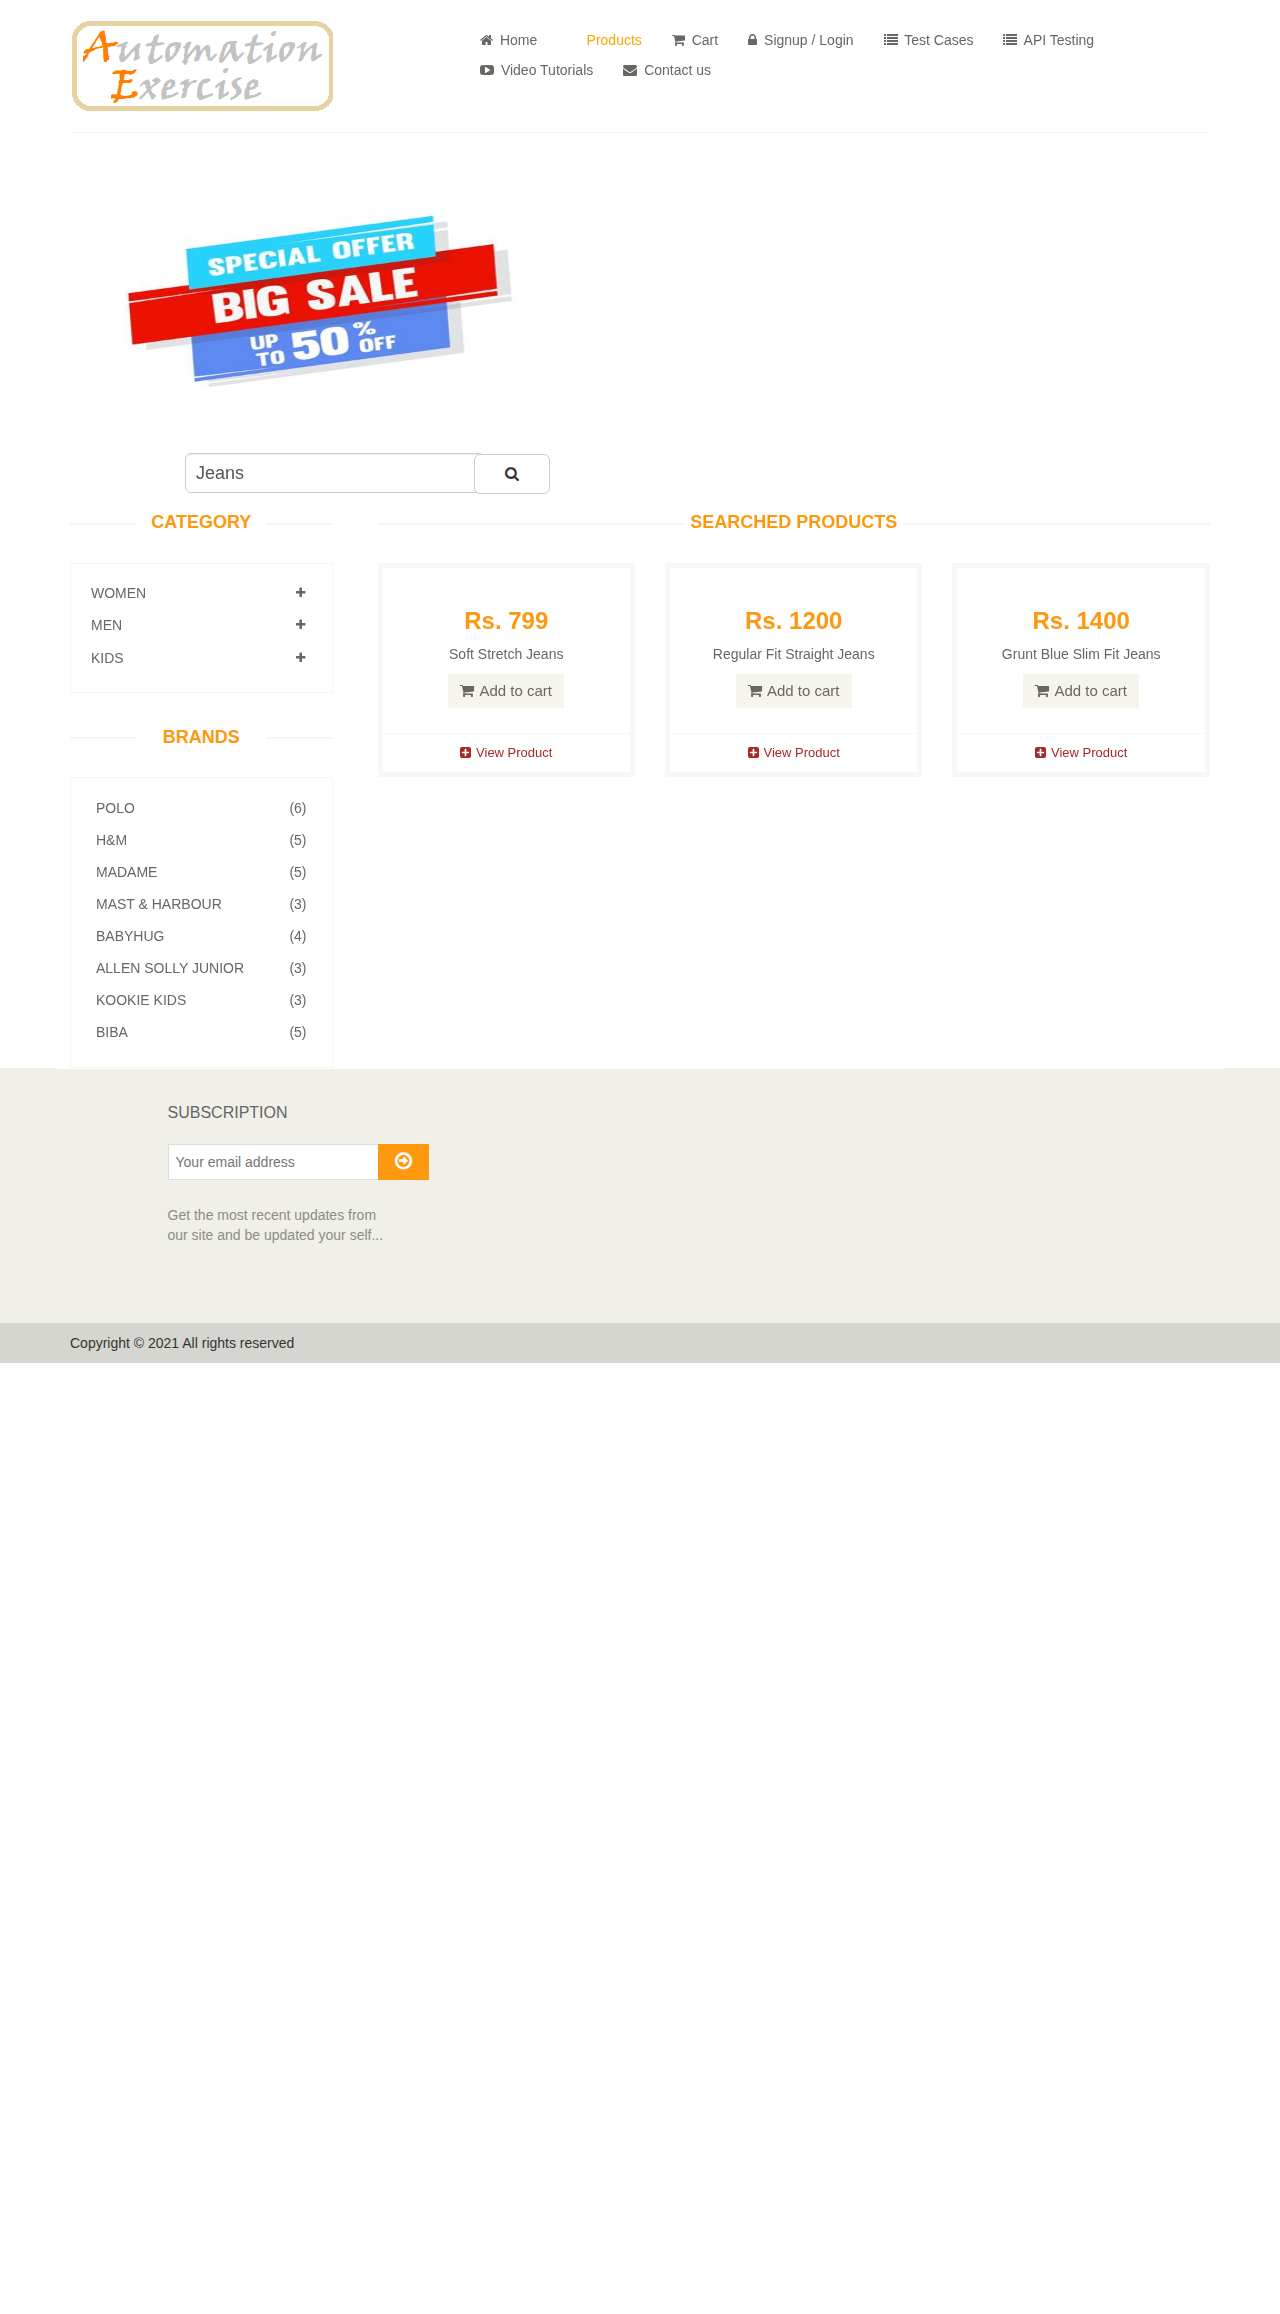 Automation
Exercise
Home Products Cart Signup / Login Test Cases API Testing
Video Tutorials Contact us
SPECIAL OFFER
BIG SALE
UP TO 50% OFF
Jeans
CATEGORY
WOMEN
MEN
KIDS
BRANDS
POLO (6)
H&M (5)
MADAME (5)
MAST & HARBOUR (3)
BABYHUG (4)
ALLEN SOLLY JUNIOR (3)
KOOKIE KIDS (3)
BIBA (5)
SEARCHED PRODUCTS
Rs. 799
Soft Stretch Jeans
Add to cart
View Product
Rs. 1200
Regular Fit Straight Jeans
Add to cart
View Product
Rs. 1400
Grunt Blue Slim Fit Jeans
Add to cart
View Product
SUBSCRIPTION
Your email address
Get the most recent updates from
our site and be updated your self...
Copyright © 2021 All rights reserved